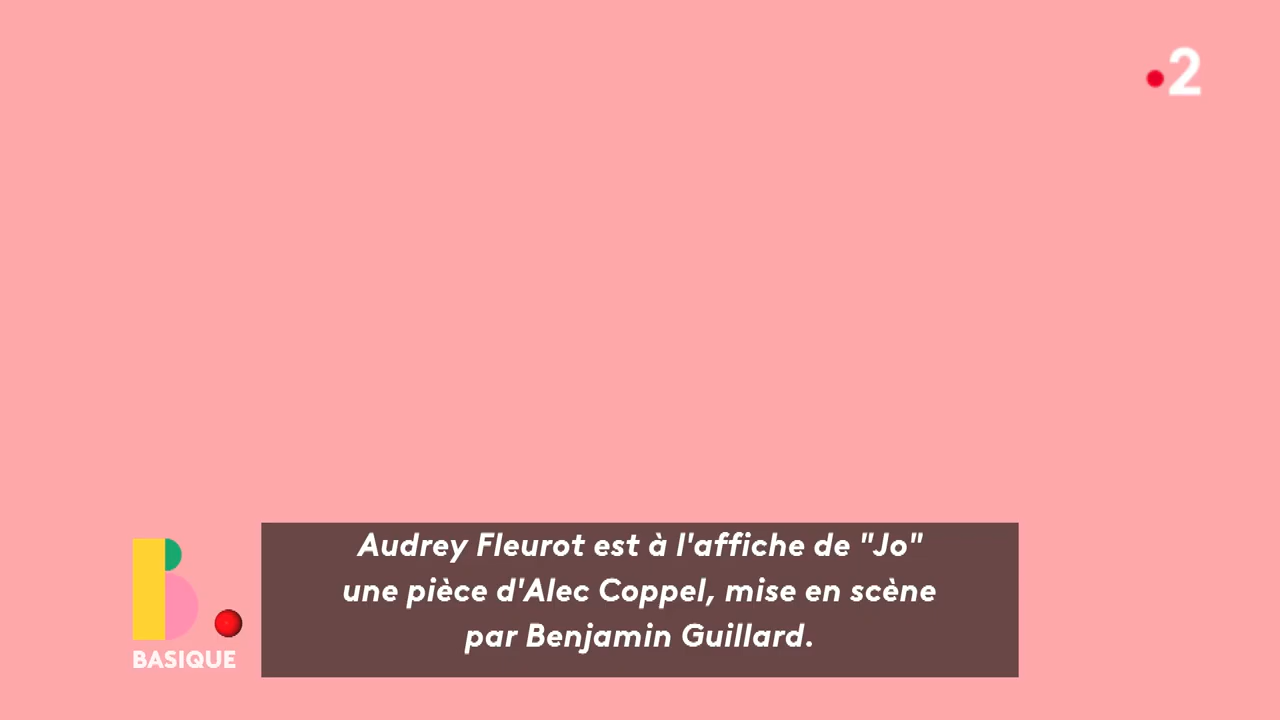 2
Audrey Fleurot est à l'affiche de "Jo"
une pièce d'Alec Coppel, mise en scène
par Benjamin Guillard.
B.
BASIQUE